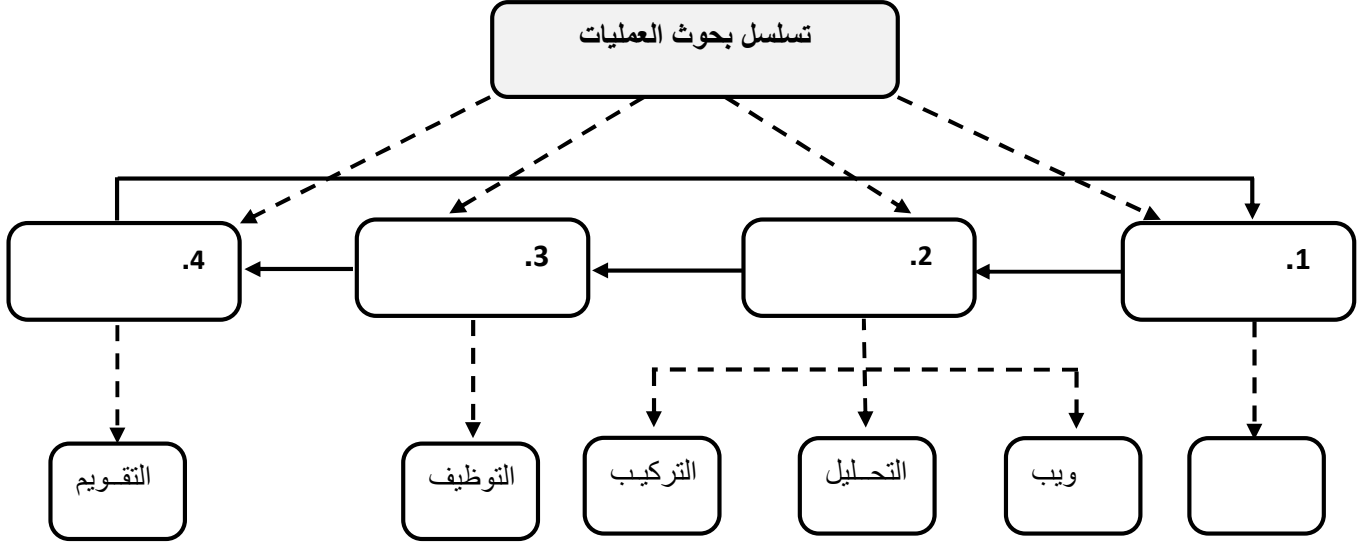 تسلسل بحوث العمليات
1.
2.
3.
4.
ويب
التحـليل
التركيـب
التوظيف
التقـويم